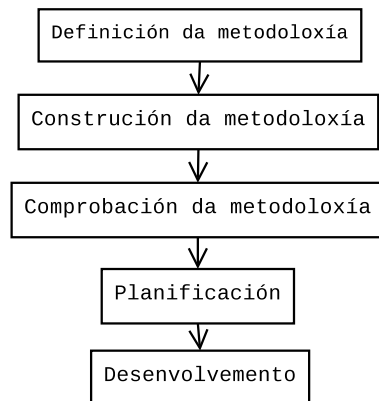 Definición da metodoloxía
Construción da metodoloxía
Comprobación da metodoloxía
Planificación
Desenvolvemento